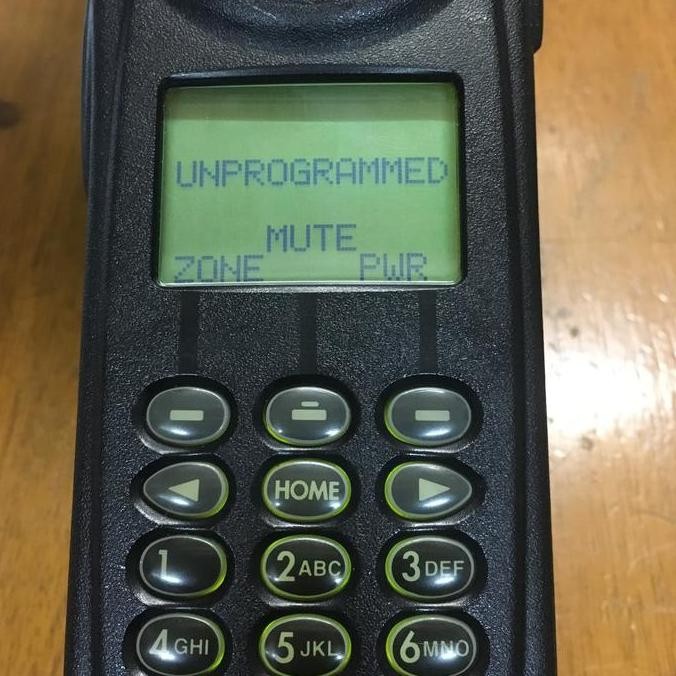 UNPROGRAMMED
MUTE
ZONE PWR
HOME
1 2ABC 3DEF
4GHI 5JKL 6MNO